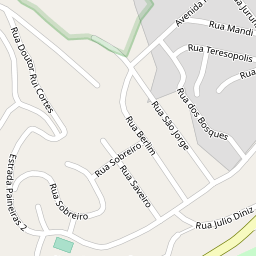 Avenida
Rua Mandi
Rua Teresopolis
Rua Jurur
Rua Doutor Rui Cortes
Rua dos Bosques
Rua São Jorge
Rua Berlim
Rua Sobreiro
Rua Saveiro
Estrada Paineiras 2
Rua Sobreiro
Rua Julio Diniz